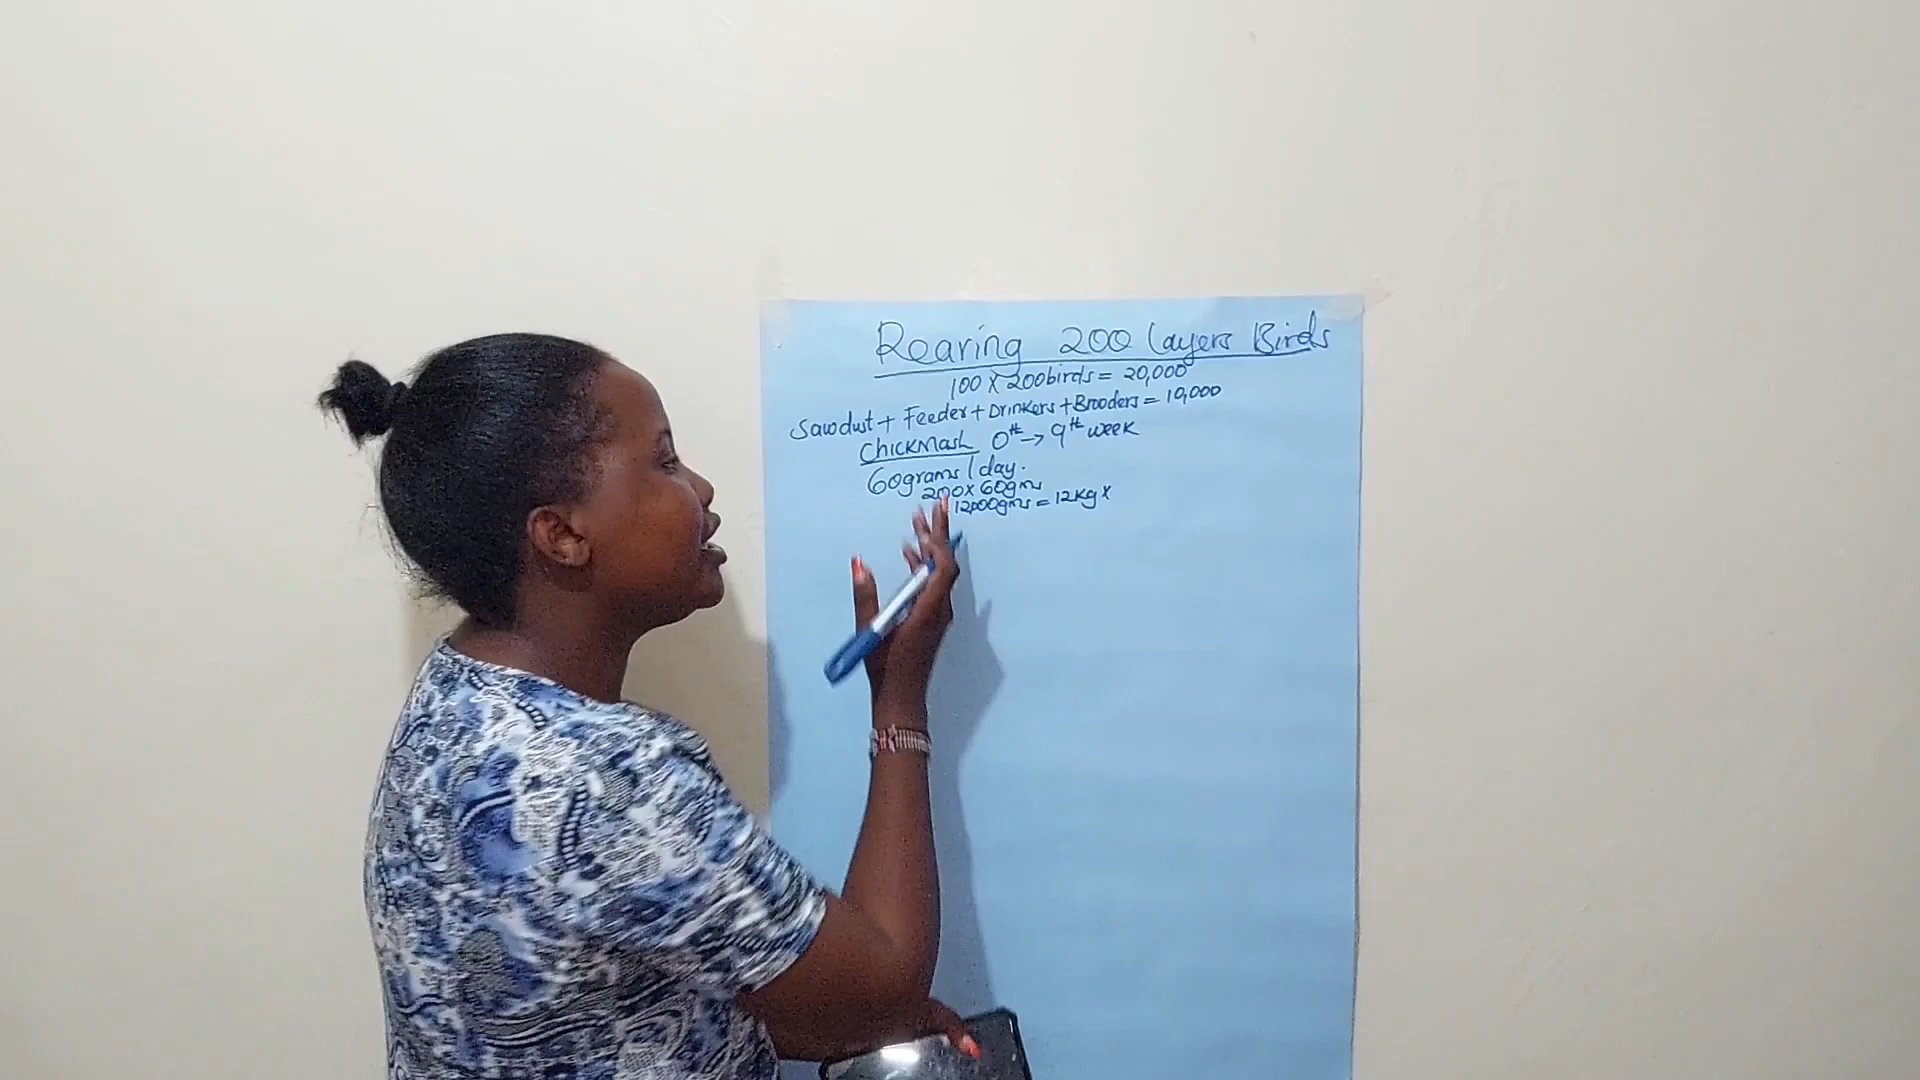 Rearing 200 Layers Birds
100 X 200birds = 20,000
Sawdust + Feeder + Drinkers + Brooders = 10,000
ChickMash 0th → 9th week
60grams / day.
200 x 60gms
12000gms = 12Kg x